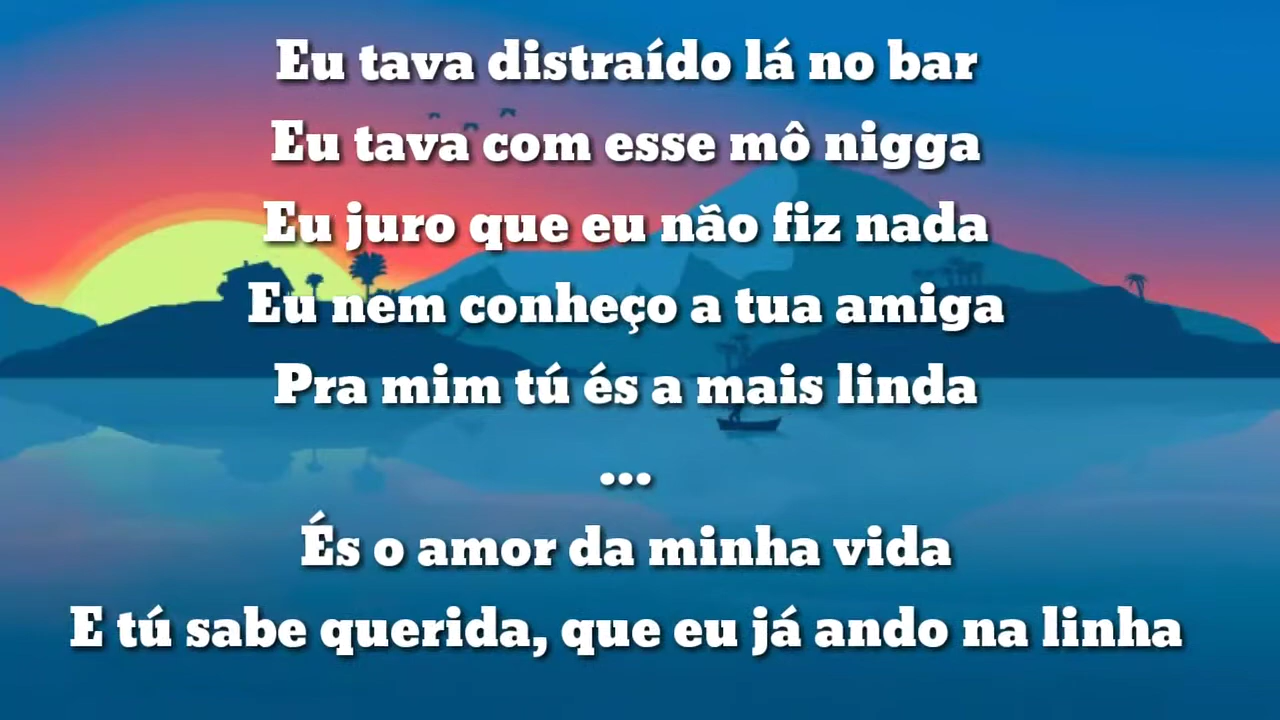 Eu tava distraído lá no bar
Eu tava com esse mô nigga
Eu juro que eu não fiz nada
Eu nem conheço a tua amiga
Pra mim tú és a mais linda
...
És o amor da minha vida
E tú sabe querida, que eu já ando na linha